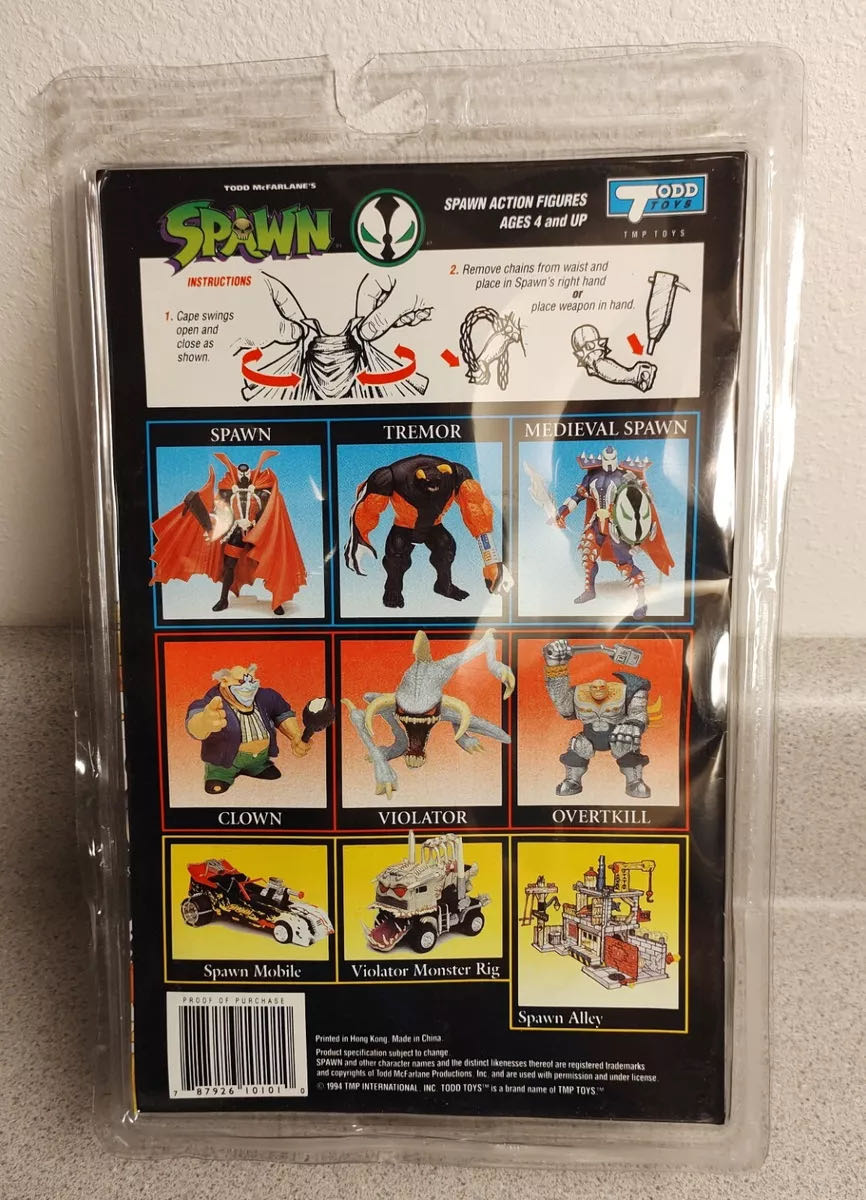 TODD McFARLANE'S
SPAWN
SPAWN ACTION FIGURES
AGES 4 and UP
TODD
TOYS
TMP TOYS
INSTRUCTIONS
1. Cape swings
open and
close as
shown.
2. Remove chains from waist and
place in Spawn's right hand
or
place weapon in hand.
SPAWN
TREMOR
MEDIEVAL SPAWN
CLOWN
VIOLATOR
OVERTKILL
Spawn Mobile
Violator Monster Rig
Spawn Alley
PROOF OF PURCHASE
7 87926 10101 0
Printed in Hong Kong. Made in China.
Product specification subject to change.
SPAWN and other character names and the distinct likenesses thereof are registered trademarks
and copyrights of Todd McFarlane Productions, Inc. and are used with permission and under license.
© 1994 TMP INTERNATIONAL, INC. TODD TOYS™ is a brand name of TMP TOYS.™